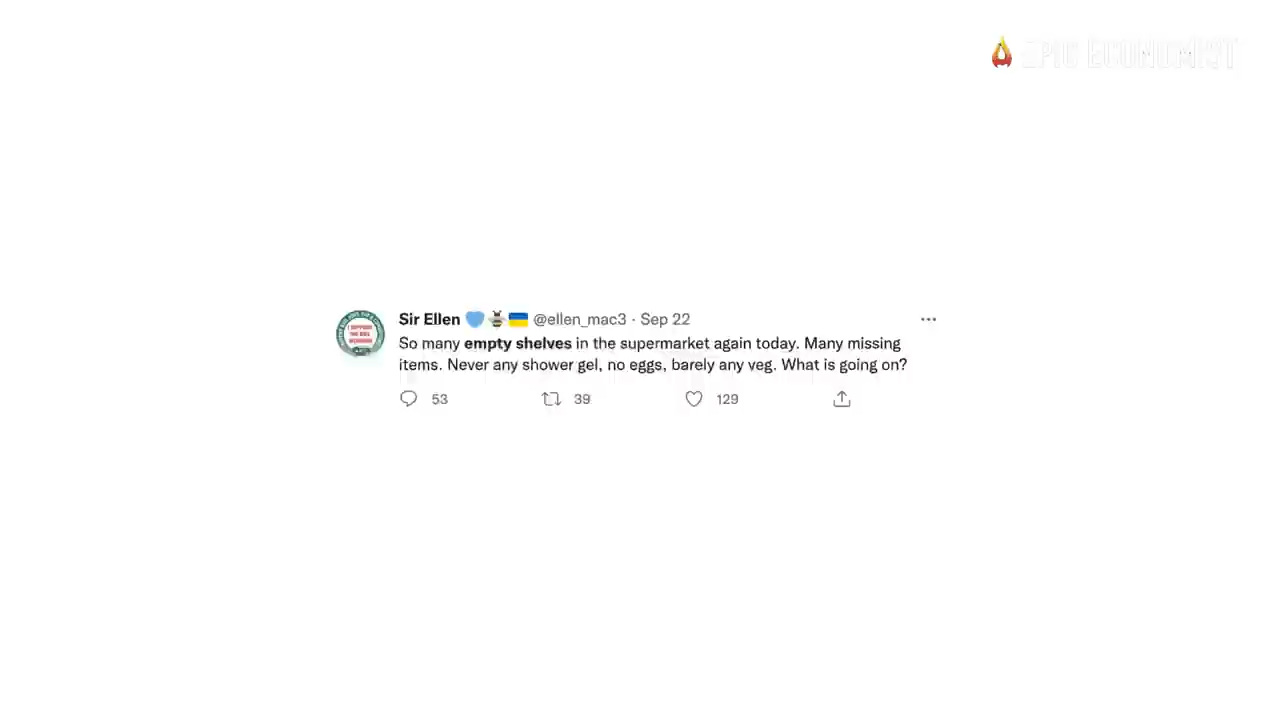 EPIC ECONOMIST
Sir Ellen 💙🐝🇺🇦 @ellen_mac3 · Sep 22
So many empty shelves in the supermarket again today. Many missing
items. Never any shower gel, no eggs, barely any veg. What is going on?
53 39 129